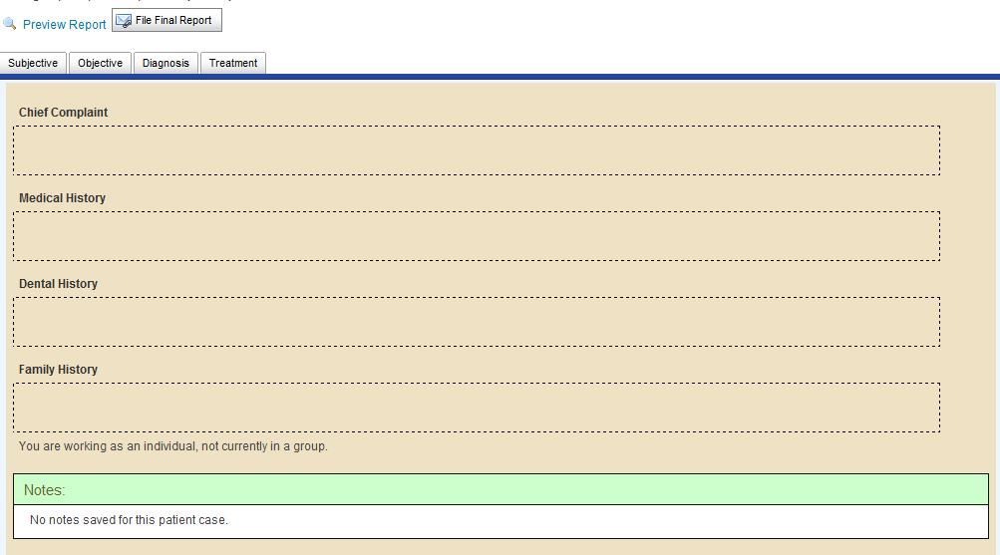 Preview Report File Final Report
Subjective Objective Diagnosis Treatment
Chief Complaint
Medical History
Dental History
Family History
You are working as an individual, not currently in a group.
Notes:
No notes saved for this patient case.